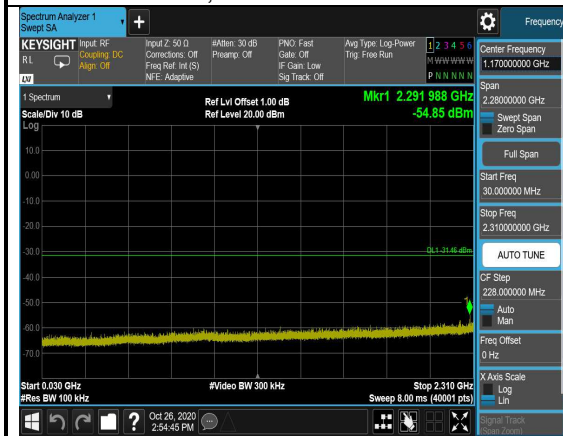 Spectrum Analyzer 1
Swept SA
+
Frequency
KEYSIGHT
RL
LXI
Input: RF
Coupling: DC
Align: Off
Input Z: 50 Ω
Corrections: Off
Freq Ref: Int (S)
NFE: Adaptive
#Atten: 30 dB
Preamp: Off
PNO: Fast
Gate: Off
IF Gain: Low
Sig Track: Off
Avg Type: Log-Power
Trig: Free Run
1 2 3 4 5 6
M W W W W W
P N N N N N
1 Spectrum
Scale/Div 10 dB
Log
Ref Lvl Offset 1.00 dB
Ref Level 20.00 dBm
Mkr1 2.291 988 GHz
-54.85 dBm
10.0
0.00
-10.0
-20.0
-30.0
-40.0
-50.0
-60.0
-70.0
DL1 -31.46 dBm
1
Start 0.030 GHz
#Res BW 100 kHz
#Video BW 300 kHz
Stop 2.310 GHz
Sweep 8.00 ms (40001 pts)
Center Frequency
1.170000000 GHz
Span
2.28000000 GHz
Swept Span
Zero Span
Full Span
Start Freq
30.000000 MHz
Stop Freq
2.310000000 GHz
AUTO TUNE
CF Step
228.000000 MHz
Auto
Man
Freq Offset
0 Hz
X Axis Scale
Log
Lin
Signal Track
(Span Zoom)
?
Oct 26, 2020
2:54:45 PM